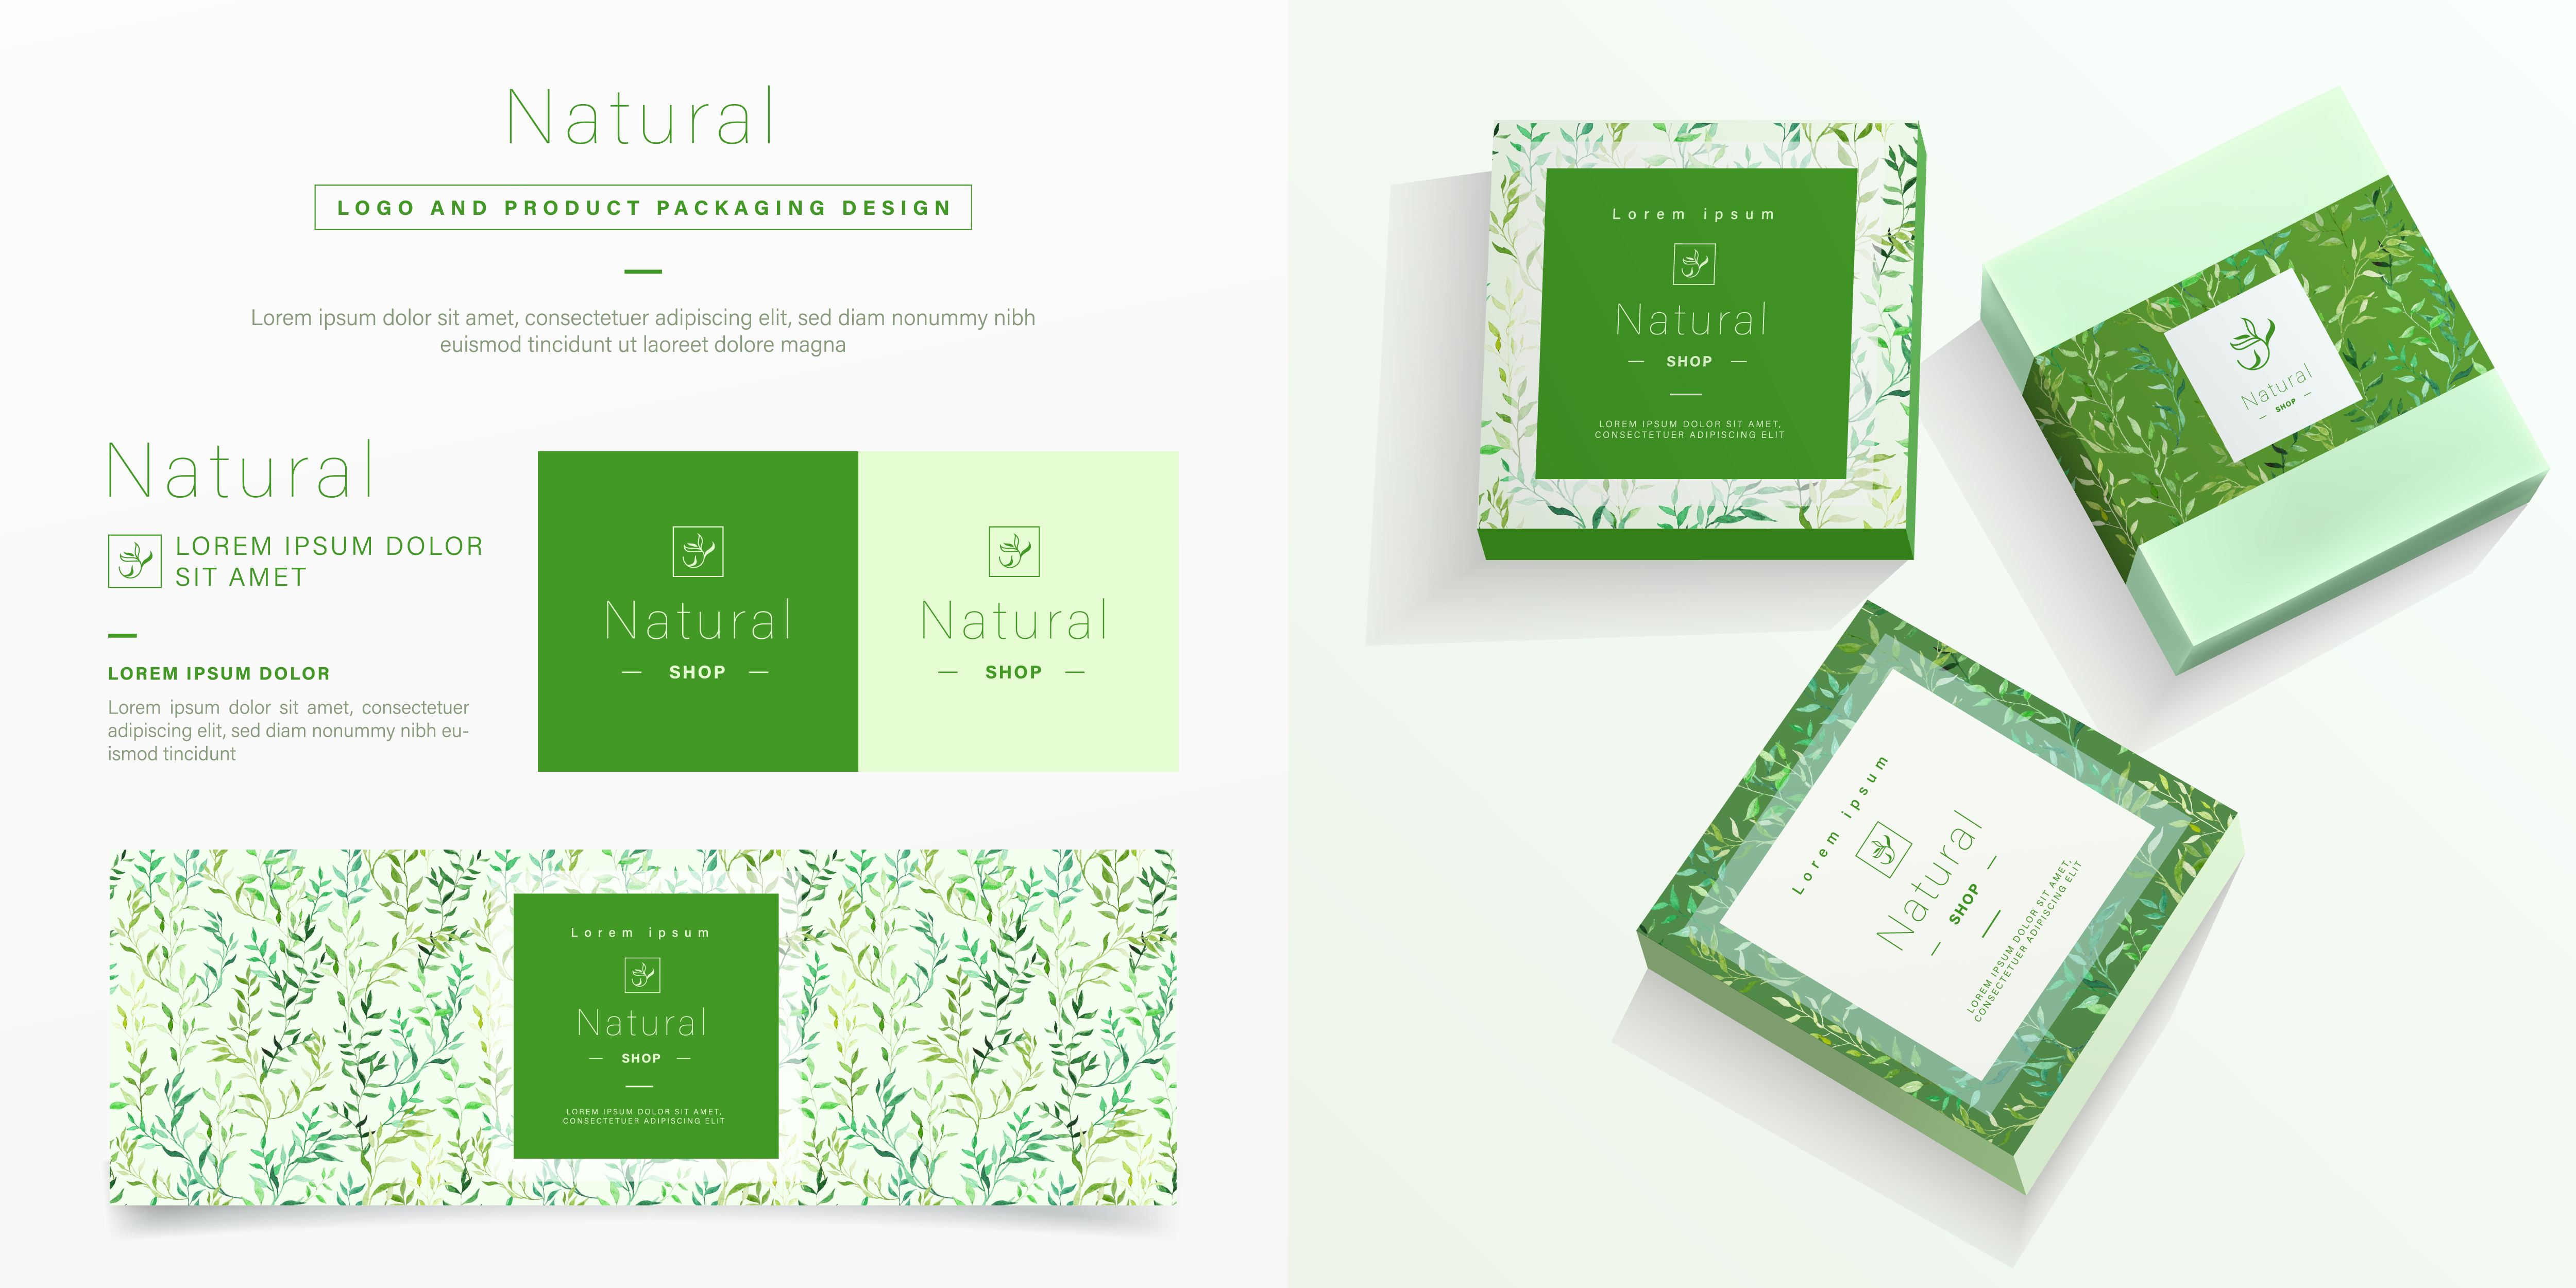 Natural
LOGO AND PRODUCT PACKAGING DESIGN
Lorem ipsum dolor sit amet, consectetuer adipiscing elit, sed diam nonummy nibh
euismod tincidunt ut laoreet dolore magna
Natural
LOREM IPSUM DOLOR
SIT AMET
LOREM IPSUM DOLOR
Lorem ipsum dolor sit amet, consectetuer
adipiscing elit, sed diam nonummy nibh eu-
ismod tincidunt
Natural
— SHOP —
Natural
— SHOP —
Lorem ipsum
Natural
— SHOP —
LOREM IPSUM DOLOR SIT AMET,
CONSECTETUER ADIPISCING ELIT
Lorem ipsum
Natural
— SHOP —
LOREM IPSUM DOLOR SIT AMET,
CONSECTETUER ADIPISCING ELIT
Natural
— SHOP —
Lorem ipsum
Natural
— SHOP —
LOREM IPSUM DOLOR SIT AMET,
CONSECTETUER ADIPISCING ELIT